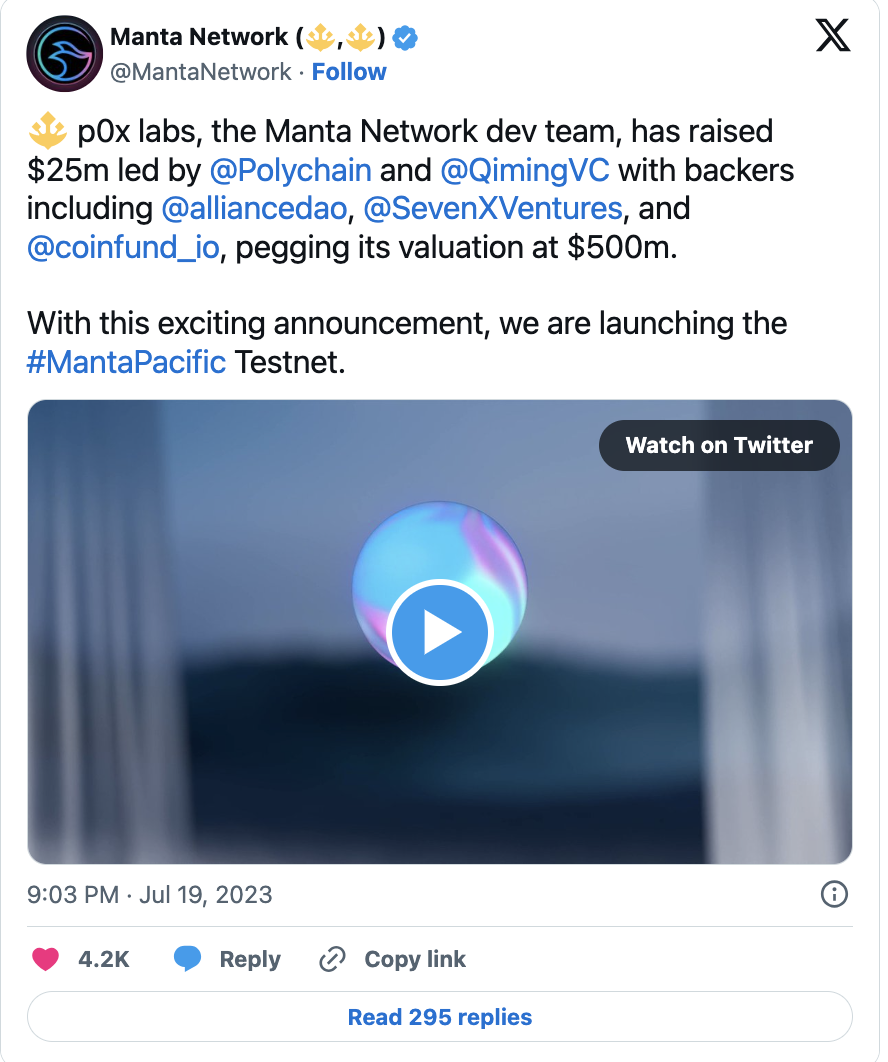 Manta Network (🔱,🔱)
@MantaNetwork · Follow
p0x labs, the Manta Network dev team, has raised
$25m led by @Polychain and @QimingVC with backers
including @alliancedao, @SevenXVentures, and
@coinfund_io, pegging its valuation at $500m.
With this exciting announcement, we are launching the
#MantaPacific Testnet.
Watch on Twitter
9:03 PM · Jul 19, 2023
4.2K Reply Copy link
Read 295 replies